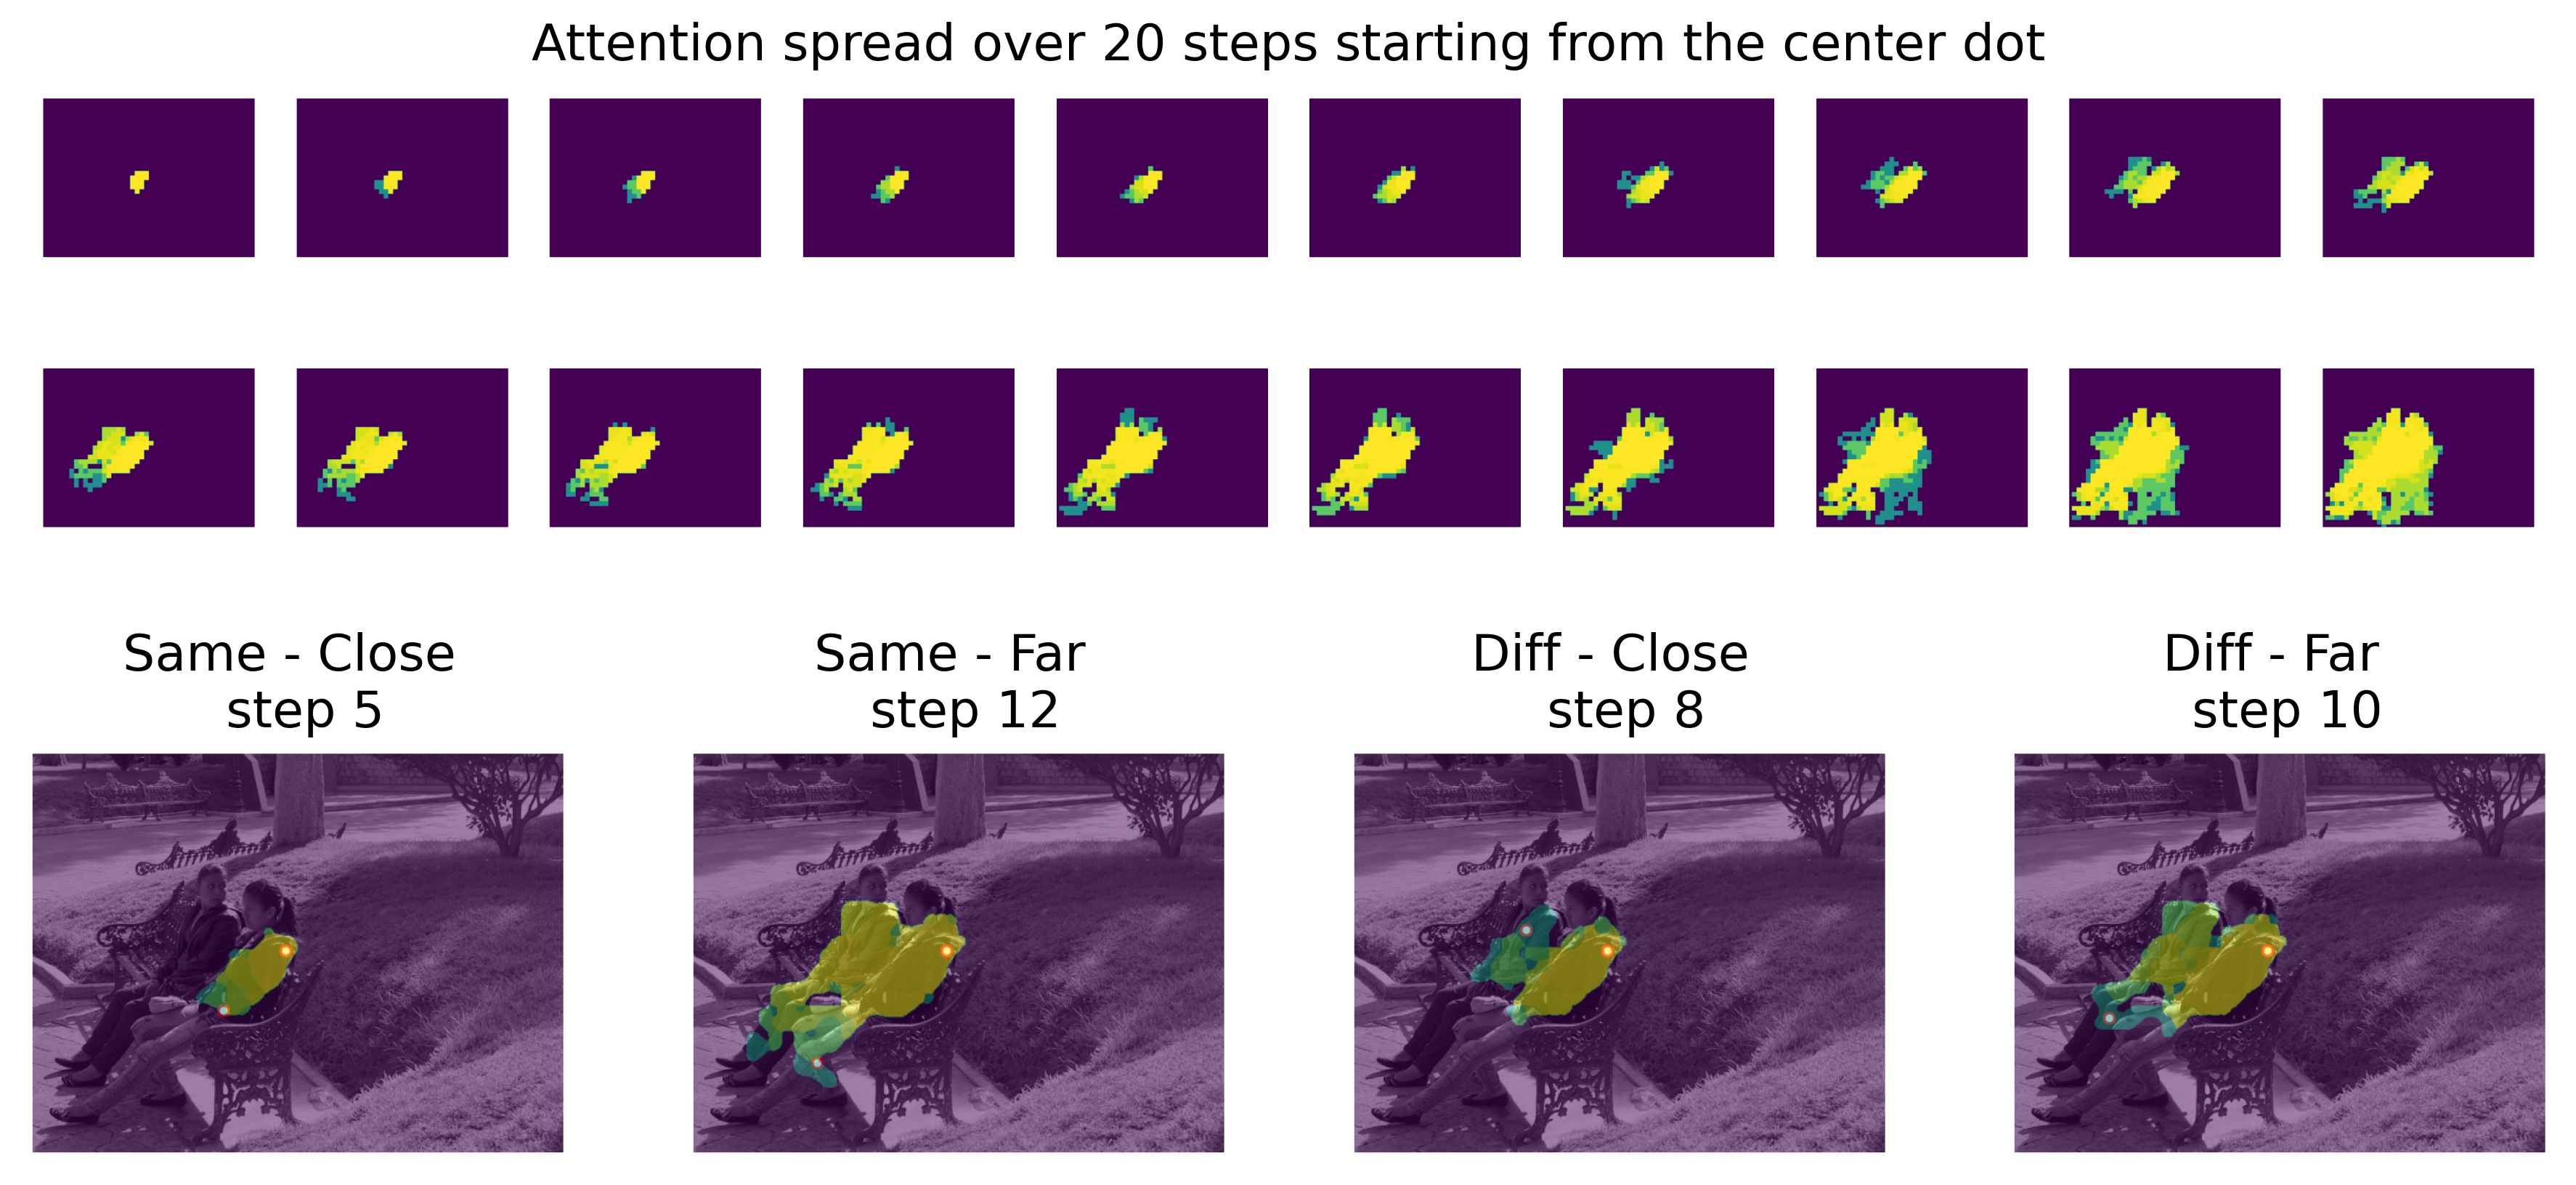 Attention spread over 20 steps starting from the center dot
Same - Close
step 5
Same - Far
step 12
Diff - Close
step 8
Diff - Far
step 10